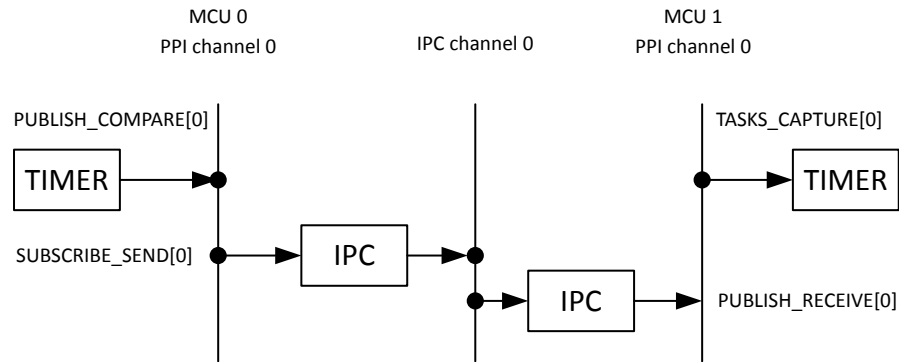 MCU 0
PPI channel 0
IPC channel 0
MCU 1
PPI channel 0
PUBLISH_COMPARE[0]
TASKS_CAPTURE[0]
TIMER
TIMER
SUBSCRIBE_SEND[0]
IPC
IPC
PUBLISH_RECEIVE[0]